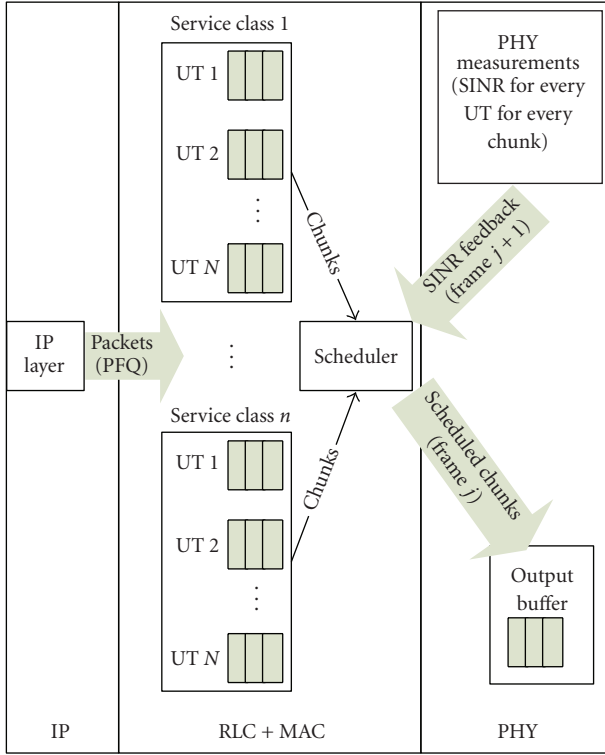 Service class 1
UT 1
UT 2
⋮
UT N
Chunks
PHY
measurements
(SINR for every
UT for every
chunk)
SINR feedback
(frame j + 1)
IP
layer
Packets
(PFQ)
⋮
Scheduler
Service class n
UT 1
UT 2
⋮
UT N
Chunks
Scheduled chunks
(frame j)
Output
buffer
IP
RLC + MAC
PHY